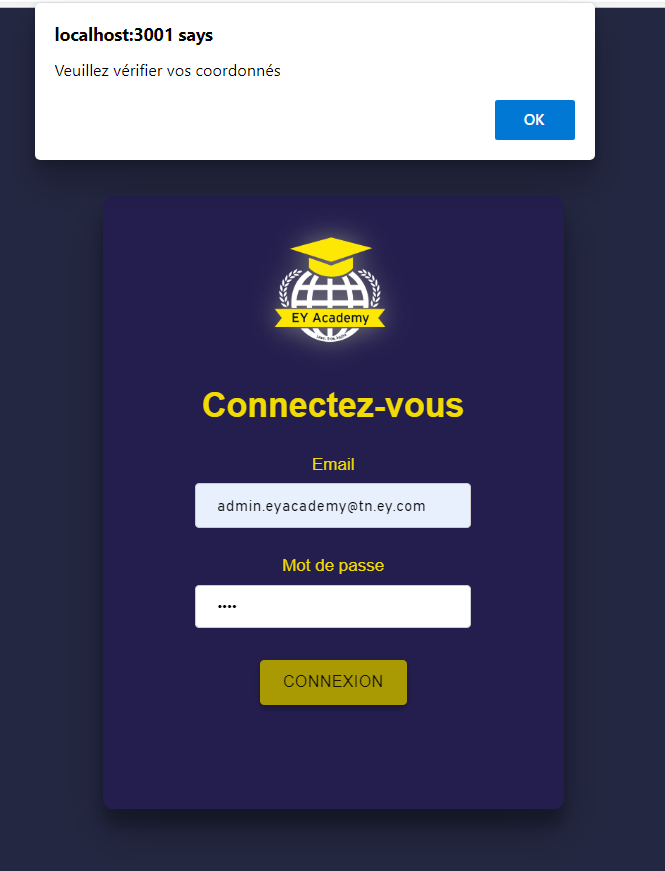 localhost:3001 says
Veuillez vérifier vos coordonnés
OK
EY Academy
Connectez-vous
Email
admin.eyacademy@tn.ey.com
Mot de passe
••••
CONNEXION